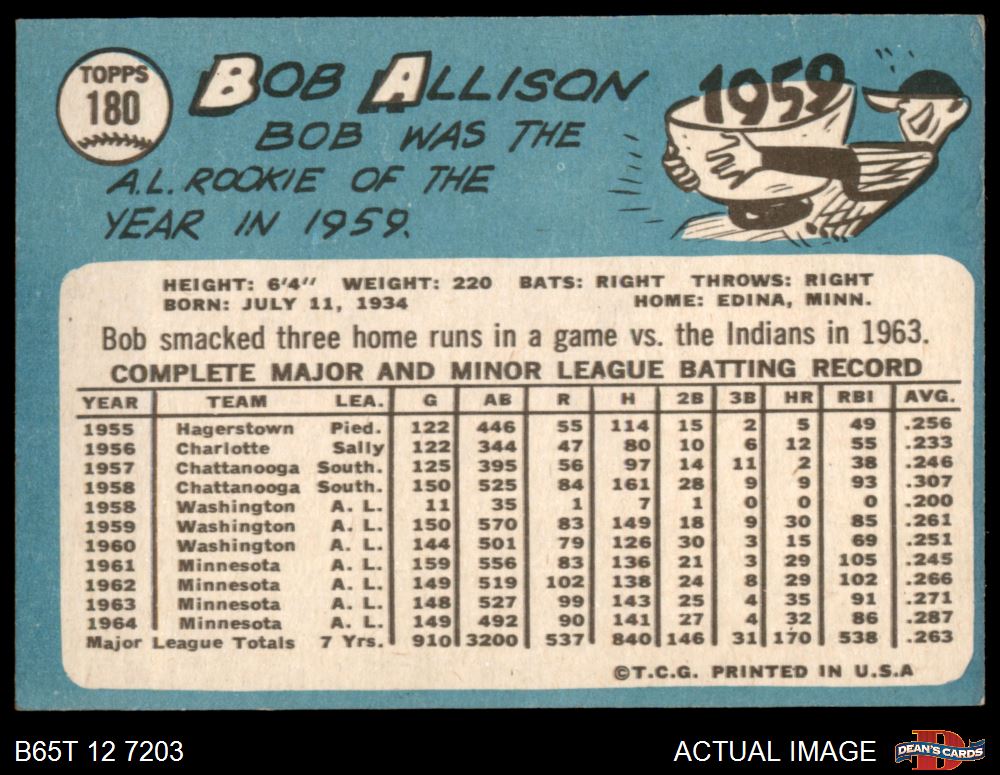 TOPPS
180
BOB ALLISON
BOB WAS THE
A.L. ROOKIE OF THE
YEAR IN 1959.
1959
HEIGHT: 6'4" WEIGHT: 220 BATS: RIGHT THROWS: RIGHT
BORN: JULY 11, 1934 HOME: EDINA, MINN.
Bob smacked three home runs in a game vs. the Indians in 1963.
COMPLETE MAJOR AND MINOR LEAGUE BATTING RECORD
YEAR TEAM LEA. G AB R H 2B 3B HR RBI AVG.
1955 Hagerstown Pied. 122 446 55 114 15 2 5 49 .256
1956 Charlotte Sally 122 344 47 80 10 6 12 55 .233
1957 Chattanooga South. 125 395 56 97 14 11 2 38 .246
1958 Chattanooga South. 150 525 84 161 28 9 9 93 .307
1958 Washington A. L. 11 35 1 7 1 0 0 0 .200
1959 Washington A. L. 150 570 83 149 18 9 30 85 .261
1960 Washington A. L. 144 501 79 126 30 3 15 69 .251
1961 Minnesota A. L. 159 556 83 136 21 3 29 105 .245
1962 Minnesota A. L. 149 519 102 138 24 8 29 102 .266
1963 Minnesota A. L. 148 527 99 143 25 4 35 91 .271
1964 Minnesota A. L. 149 492 90 141 27 4 32 86 .287
Major League Totals 7 Yrs. 910 3200 537 840 146 31 170 538 .263
©T.C.G. PRINTED IN U.S.A
B65T 12 7203
ACTUAL IMAGE
D
DEAN'S CARDS